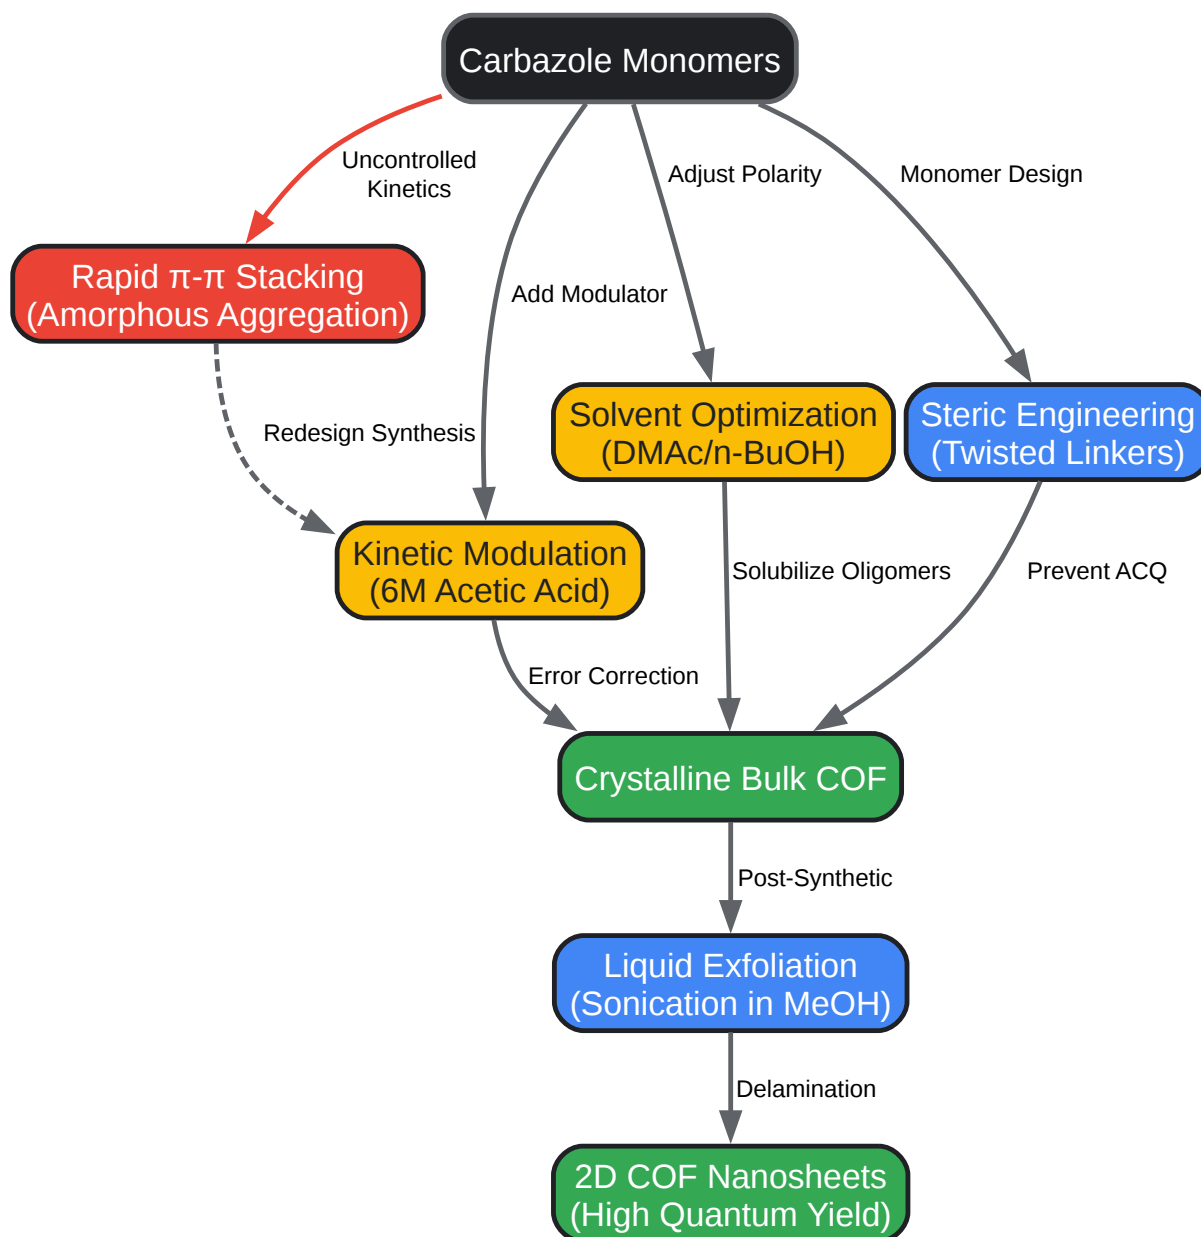 Carbazole Monomers
Uncontrolled
Kinetics
Adjust Polarity
Monomer Design
Rapid π-π Stacking
(Amorphous Aggregation)
Add Modulator
Solvent Optimization
(DMAc/n-BuOH)
Steric Engineering
(Twisted Linkers)
Redesign Synthesis
Kinetic Modulation
(6M Acetic Acid)
Solubilize Oligomers
Prevent ACQ
Error Correction
Crystalline Bulk COF
Post-Synthetic
Liquid Exfoliation
(Sonication in MeOH)
Delamination
2D COF Nanosheets
(High Quantum Yield)